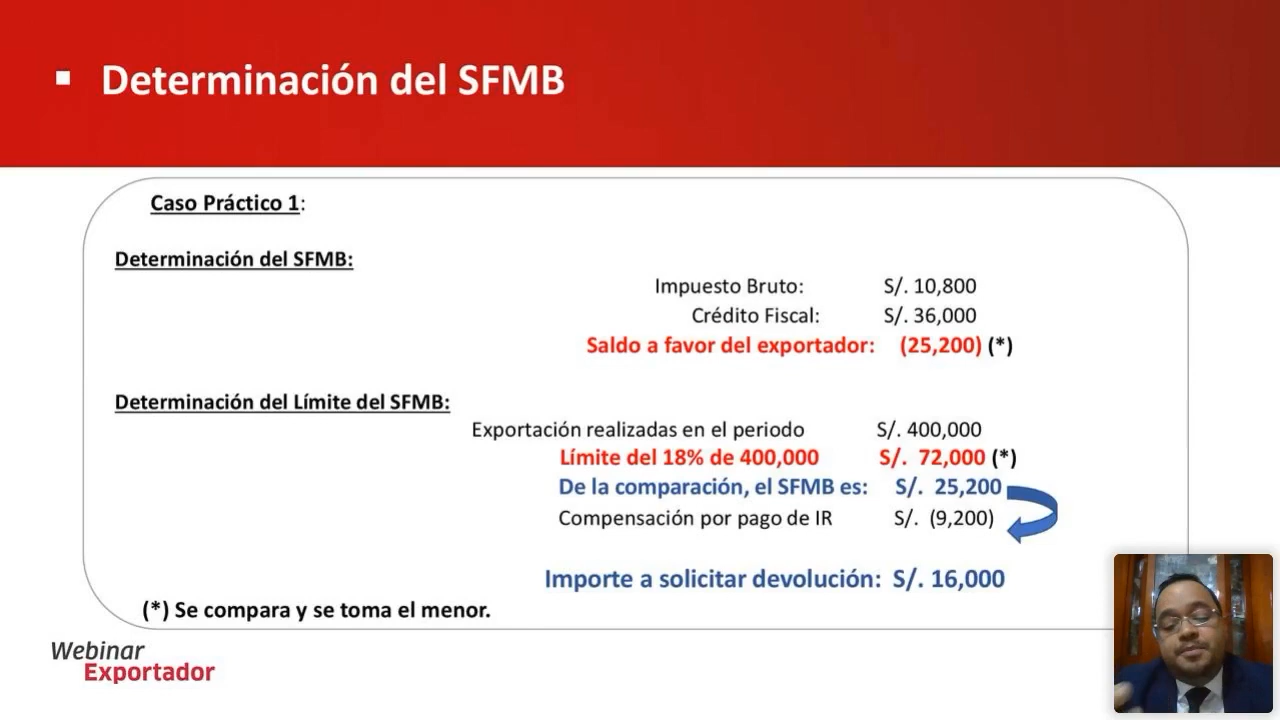 Determinación del SFMB
Caso Práctico 1:
Determinación del SFMB:
Impuesto Bruto: S/. 10,800
Crédito Fiscal: S/. 36,000
Saldo a favor del exportador: (25,200) (*)
Determinación del Límite del SFMB:
Exportación realizadas en el periodo S/. 400,000
Límite del 18% de 400,000 S/. 72,000 (*)
De la comparación, el SFMB es: S/. 25,200
Compensación por pago de IR S/. (9,200)
Importe a solicitar devolución: S/. 16,000
(*) Se compara y se toma el menor.
Webinar
Exportador